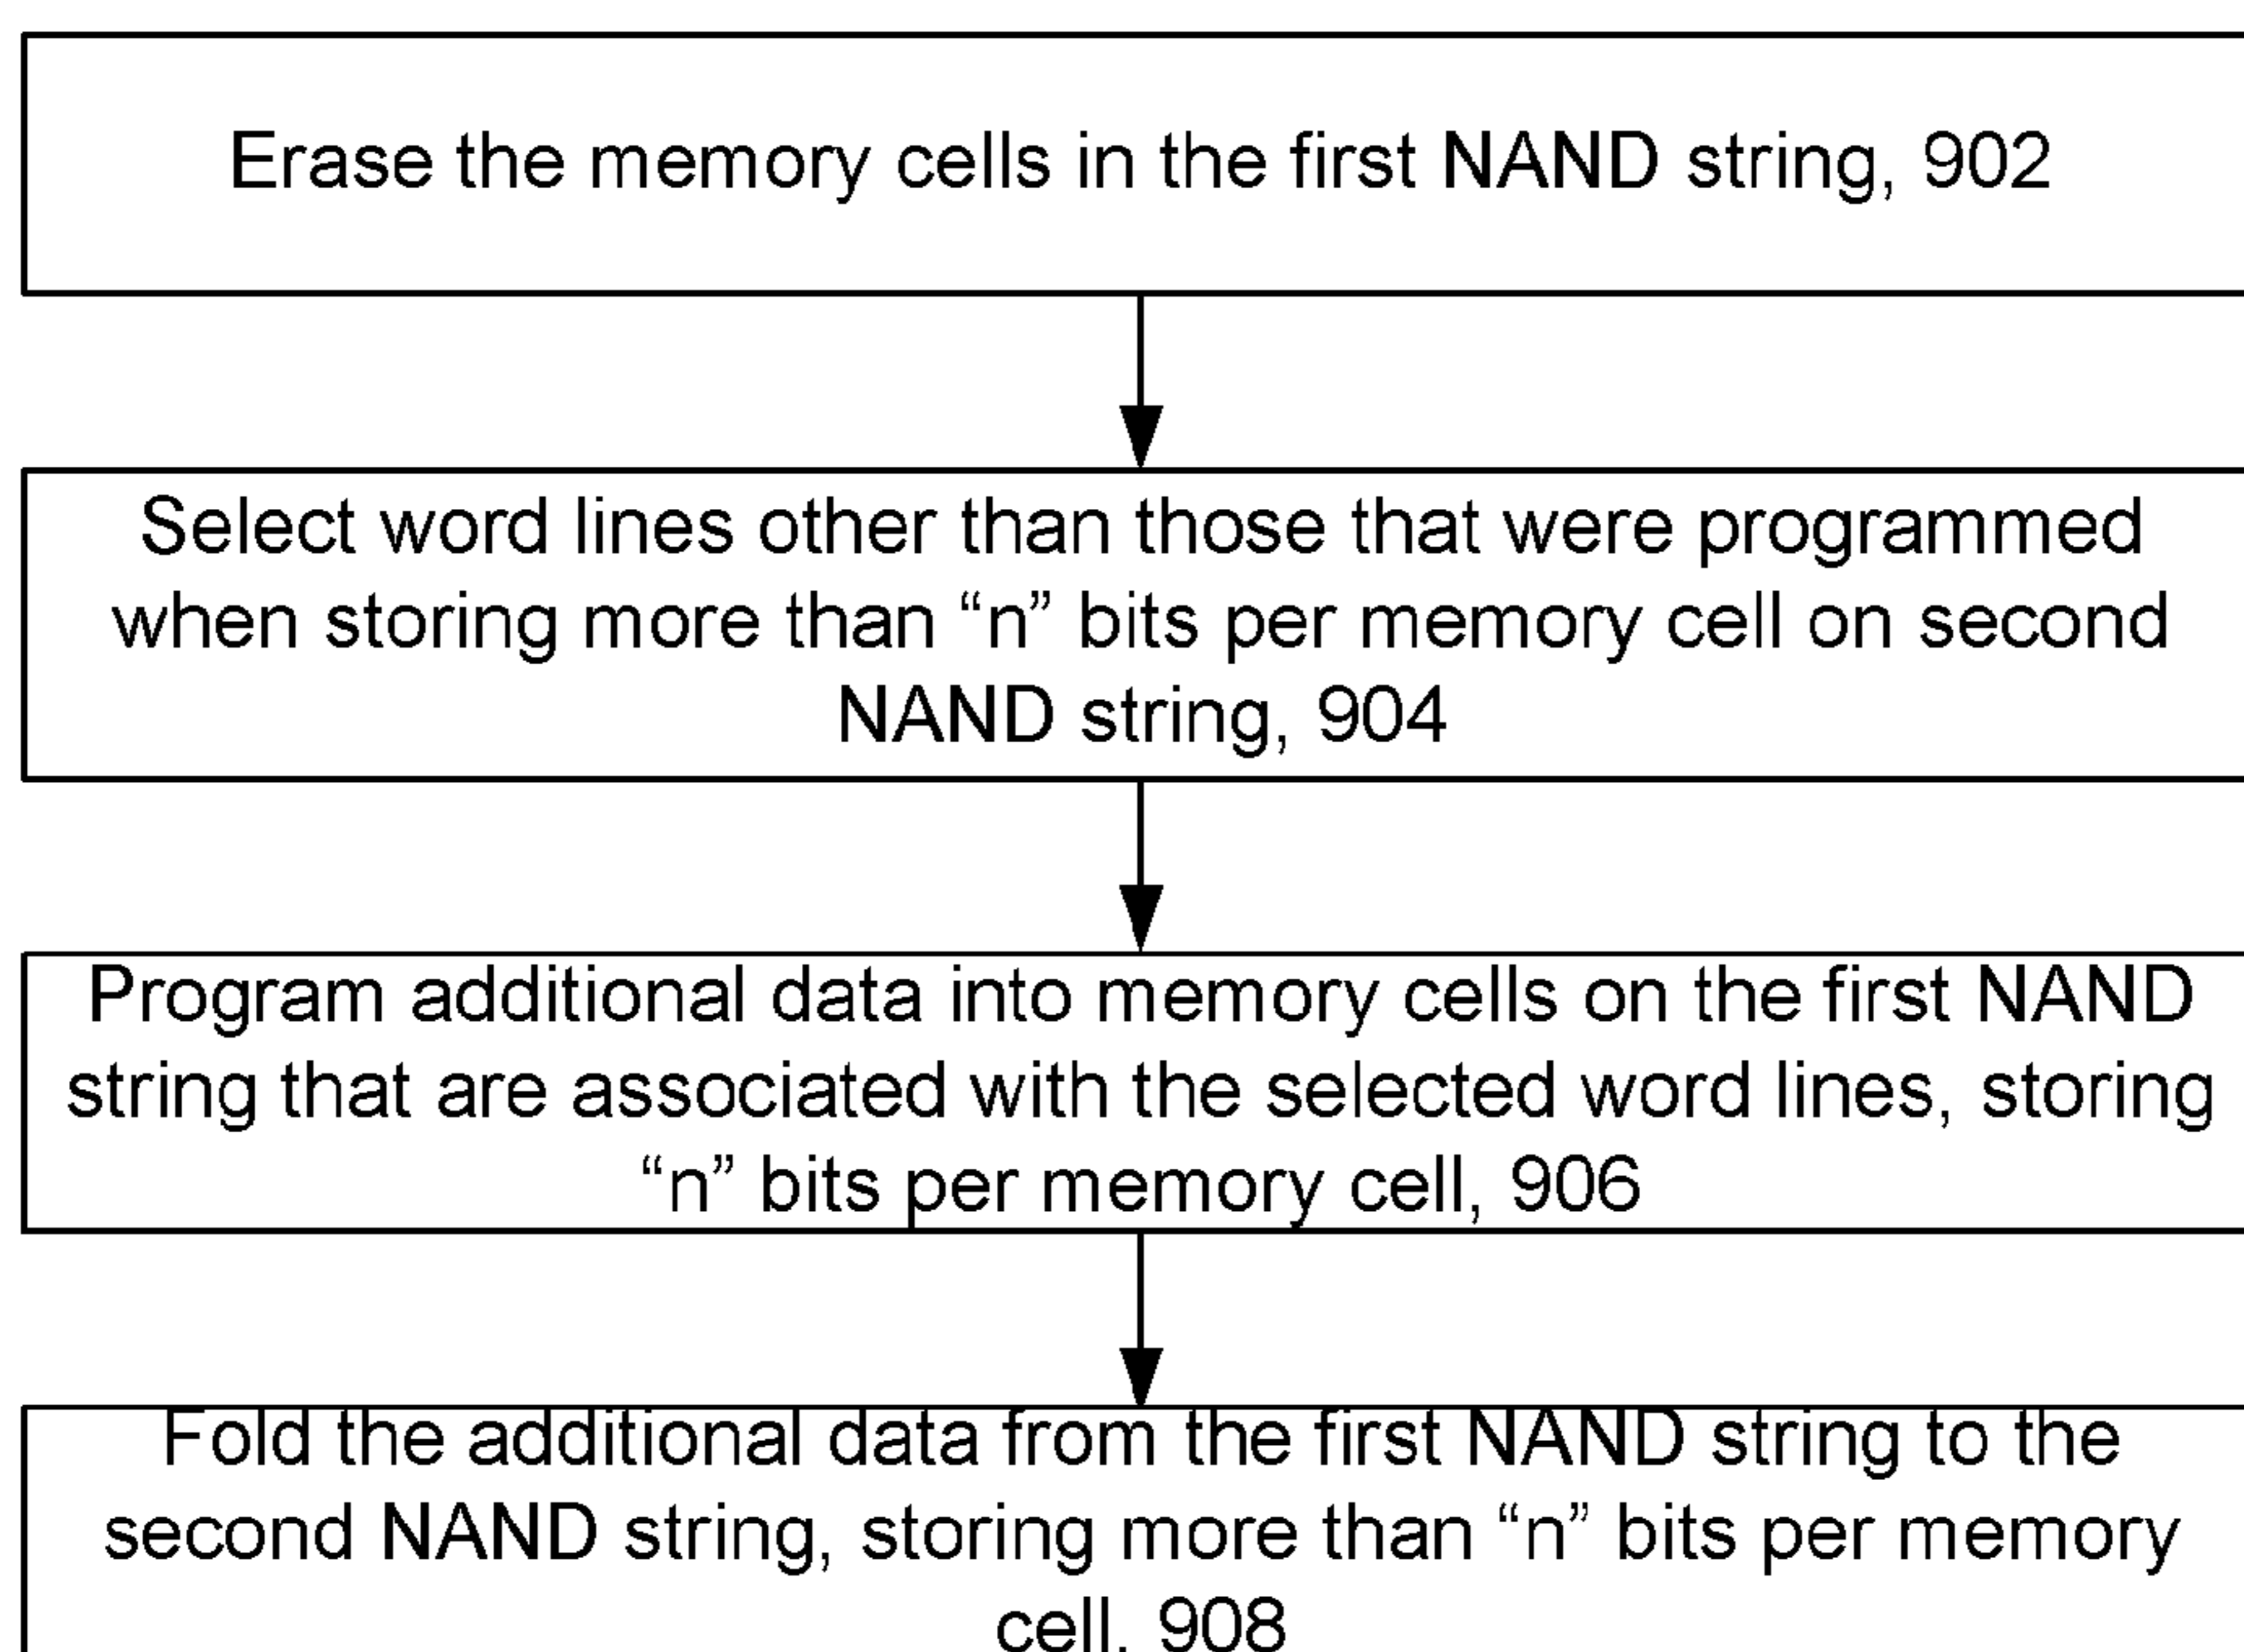 Erase the memory cells in the first NAND string, 902
Select word lines other than those that were programmed
when storing more than “n” bits per memory cell on second
NAND string, 904
Program additional data into memory cells on the first NAND
string that are associated with the selected word lines, storing
“n” bits per memory cell, 906
Fold the additional data from the first NAND string to the
second NAND string, storing more than “n” bits per memory
cell, 908